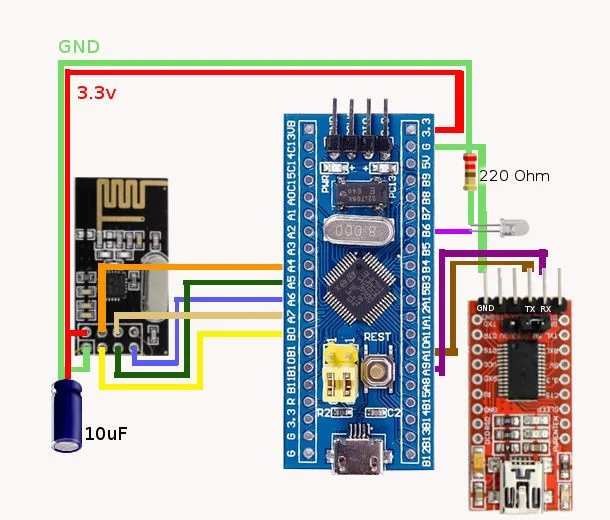 GND
3.3v
220 Ohm
10uF
C13VB
C14
C15
A0
A1
A2
A3
A4
A5
A6
A7
B0
B1
B10
B11
R
3.3
G
G
3.3
G
5V
B9
B8
B7
B6
B5
B4
B3
A15
A12
A11
A10
A9
A8
B15
B14
B13
B12
PWR
PC13
8.000
1
REST
R2
C2
GND
TX RX